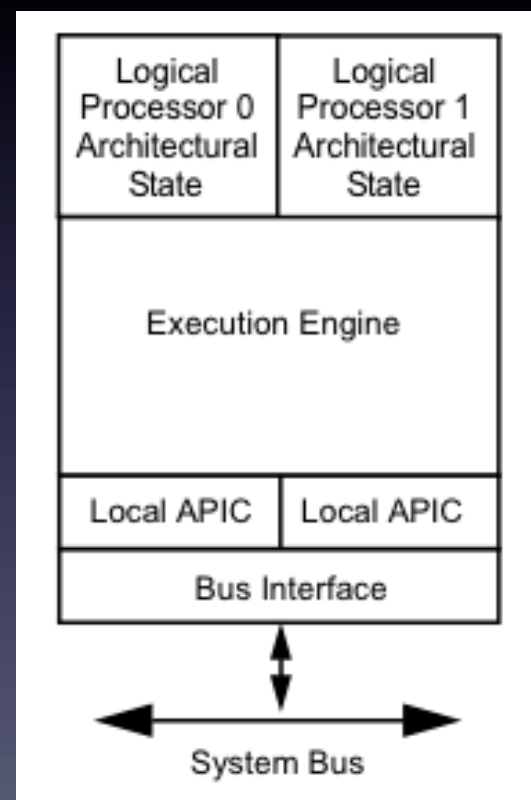 Logical
Processor 0
Architectural
State
Logical
Processor 1
Architectural
State
Execution Engine
Local APIC
Local APIC
Bus Interface
System Bus